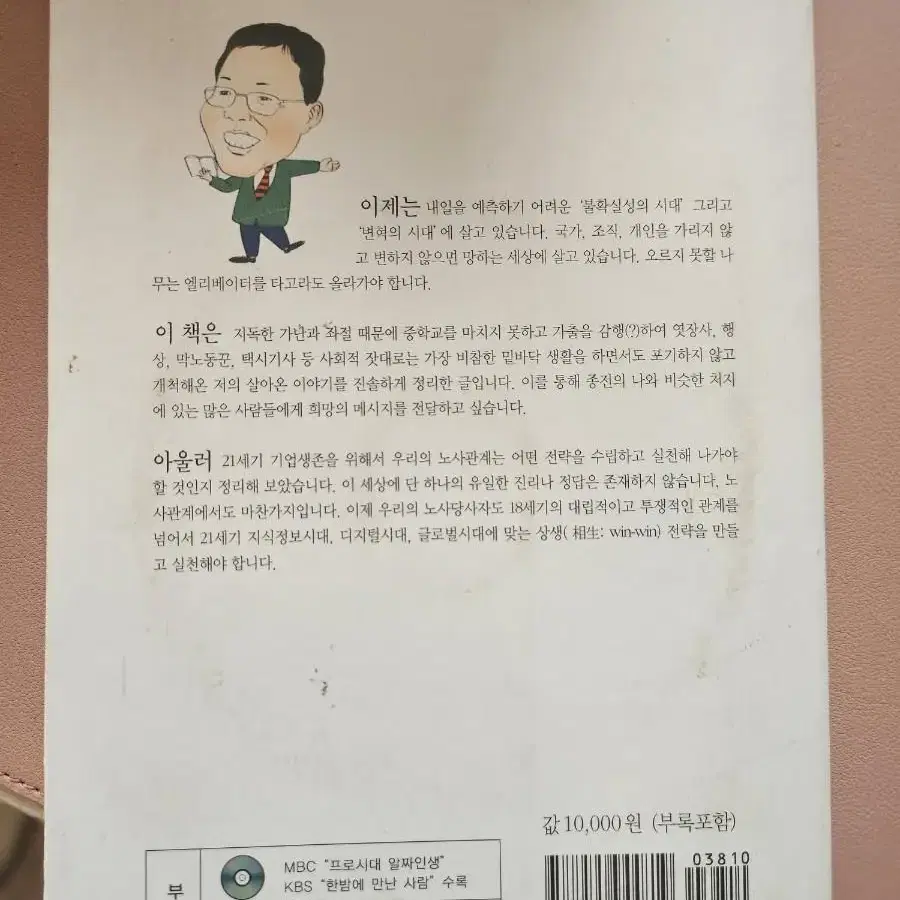 이제는 내일을 예측하기 어려운 '불확실성의 시대' 그리고
'변혁의 시대'에 살고 있습니다. 국가, 조직, 개인을 가리지 않
고 변하지 않으면 망하는 세상에 살고 있습니다. 오르지 못할 나
무는 엘리베이터를 타고라도 올라가야 합니다.
이 책은 지독한 가난과 좌절 때문에 중학교를 마치지 못하고 가출을 감행(?)하여 엿장사, 행
상, 막노동꾼, 택시기사 등 사회적 잣대로는 가장 비참한 밑바닥 생활을 하면서도 포기하지 않고
개척해온 저의 살아온 이야기를 진솔하게 정리한 글입니다. 이를 통해 종전의 나와 비슷한 처지
에 있는 많은 사람들에게 희망의 메시지를 전달하고 싶습니다.
아울러 21세기 기업생존을 위해서 우리의 노사관계는 어떤 전략을 수립하고 실천해 나가야
할 것인지 정리해 보았습니다. 이 세상에 단 하나의 유일한 진리나 정답은 존재하지 않습니다. 노
사관계에서도 마찬가지입니다. 이제 우리의 노사당사자도 18세기의 대립적이고 투쟁적인 관계를
넘어서 21세기 지식정보시대, 디지털시대, 글로벌시대에 맞는 상생(相生: win-win) 전략을 만들
고 실천해야 합니다.
값 10,000원 (부록포함)
03810
부
MBC "프로시대 알짜인생"
KBS "한밤에 만난 사람" 수록